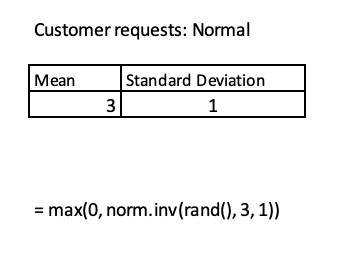 Customer requests: Normal
Mean Standard Deviation
3 1
= max(0, norm.inv(rand(), 3, 1))